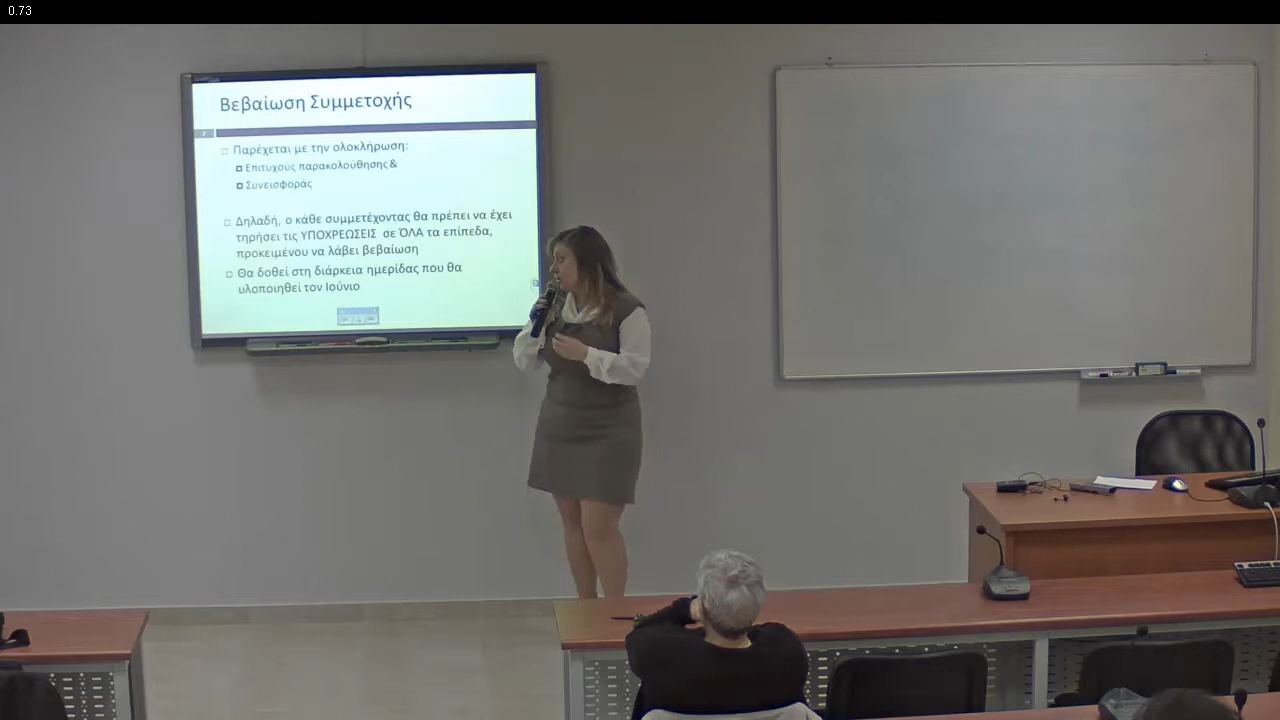 0.73
Βεβαίωση Συμμετοχής
7
Παρέχεται με την ολοκλήρωση:
Επιτυχούς παρακολούθησης &
Συνεισφοράς
Δηλαδή, ο κάθε συμμετέχοντας θα πρέπει να έχει
τηρήσει τις ΥΠΟΧΡΕΩΣΕΙΣ σε ΌΛΑ τα επίπεδα,
προκειμένου να λάβει βεβαίωση
Θα δοθεί στη διάρκεια ημερίδας που θα
υλοποιηθεί τον Ιούνιο